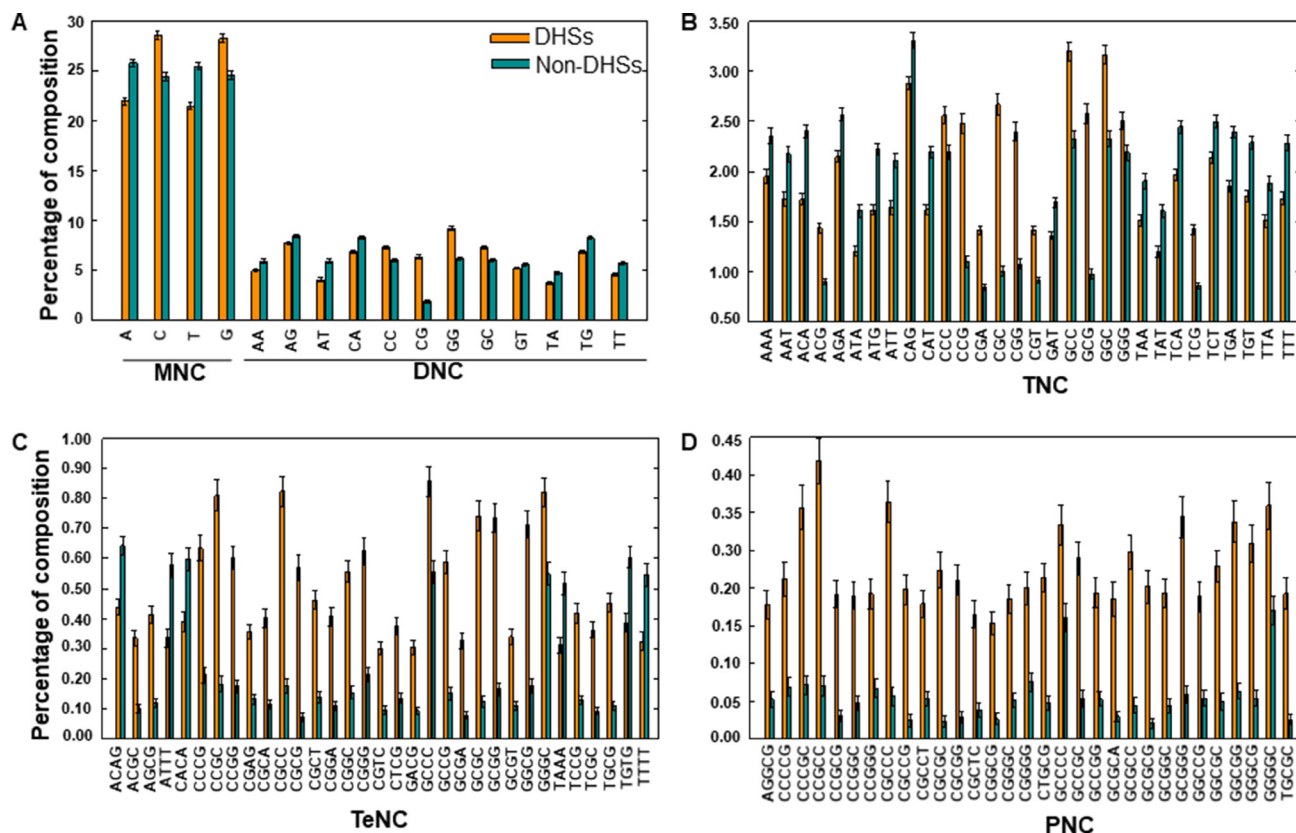 A
Percentage of composition
30
25
20
15
10
5
0
DHSs
Non-DHSs
A C T G AA AG AT CA CC CG GG GC GT TA TG TT
MNC DNC
B
3.50
3.00
2.50
2.00
1.50
1.00
0.50
AAA AAT ACA ACG AGA ATA ATG ATT CAG CAT CCC CCG CGA CGC CGG CGT GAT GCC GCG GGC GGG TAA TAT TCA TCG TCT TGA TGT TTA TTT
TNC
C
Percentage of composition
1.00
0.90
0.80
0.70
0.60
0.50
0.40
0.30
0.20
0.10
0.00
ACAG ACGC AGCG ATTT CACA CCCG CCGC CCGG CGAG CGCA CGCC CGCG CGCT CGGA CGGC CGGG CGTC CTCG GACG GCCC GCCG GCGA GCGC GCGG GCGT GGCG GGGC TAAA TCCG TCGC TGCG TGTG TTTT
TeNC
D
0.45
0.40
0.35
0.30
0.25
0.20
0.15
0.10
0.05
0.00
AGGCG CCCCG CCCGC CCGCC CCGCG CCGGC CCGGG CGCCC CGCCG CGCCT CGCGC CGCGG CGCTC CGGCG CGGGC CGGGG CTGCG GCCCC GCCGC GCCGG GCGCA GCGCC GCGCG GCGGC GCGGG GGCCG GGCGC GGCGG GGGCG GGGGC TGCGC
PNC